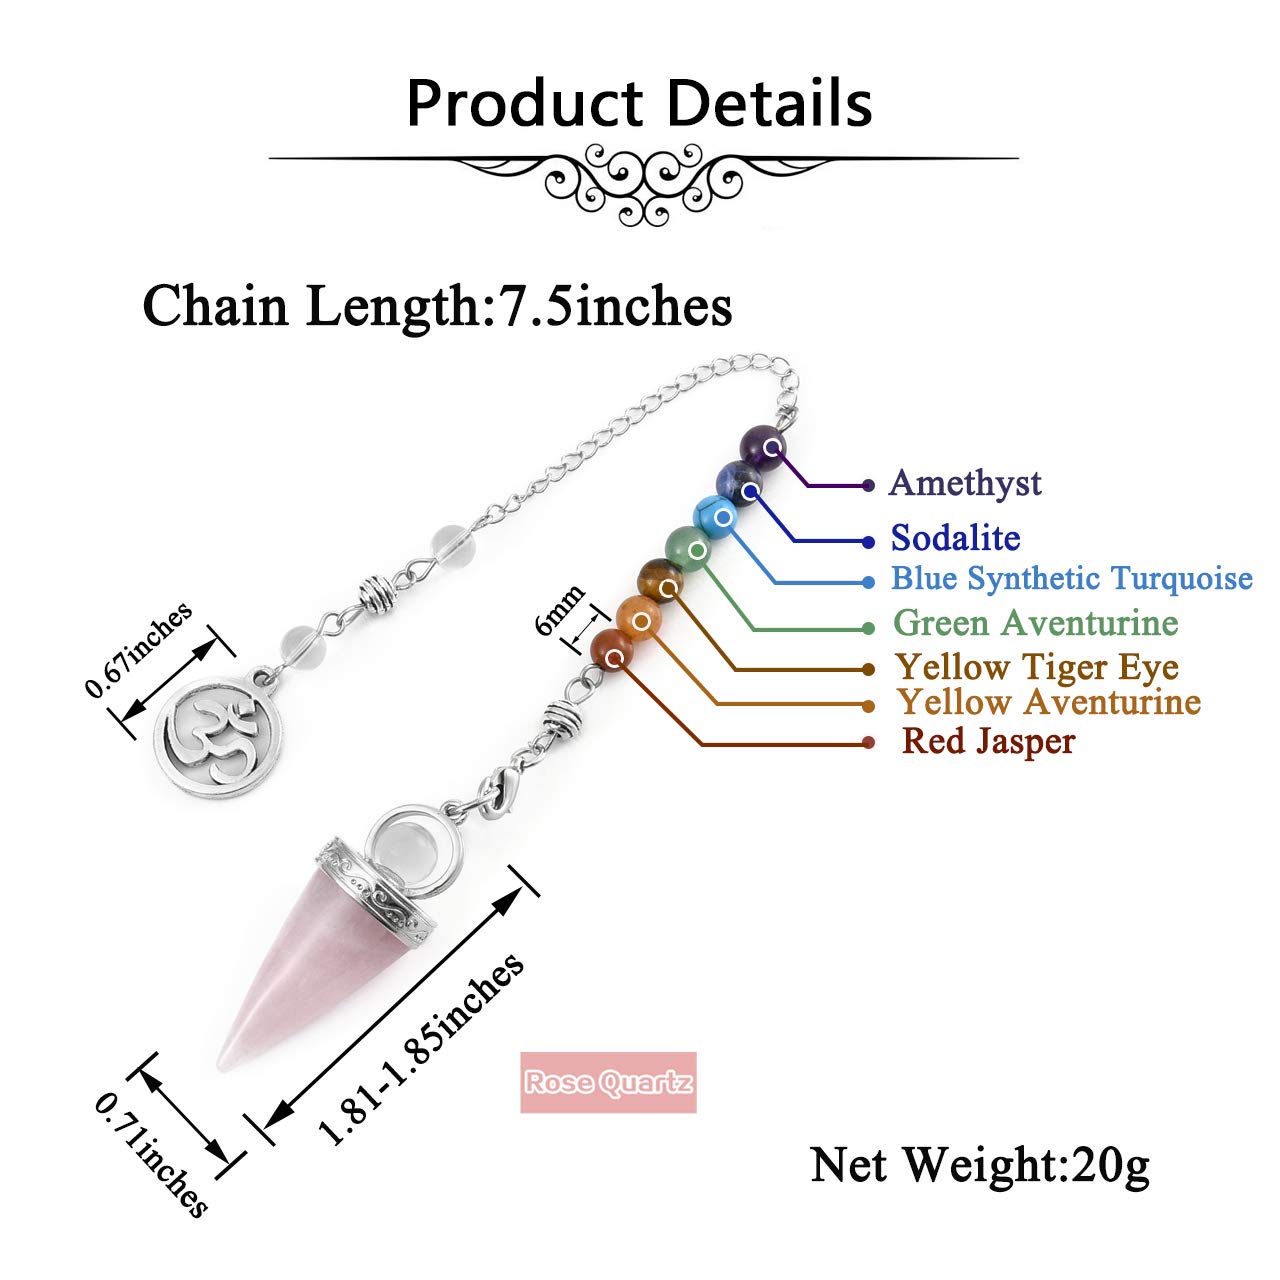 Product Details
Chain Length:7.5inches
Amethyst
Sodalite
Blue Synthetic Turquoise
Green Aventurine
Yellow Tiger Eye
Yellow Aventurine
Red Jasper
6mm
0.67inches
1.81-1.85inches
0.71inches
Rose Quartz
Net Weight:20g